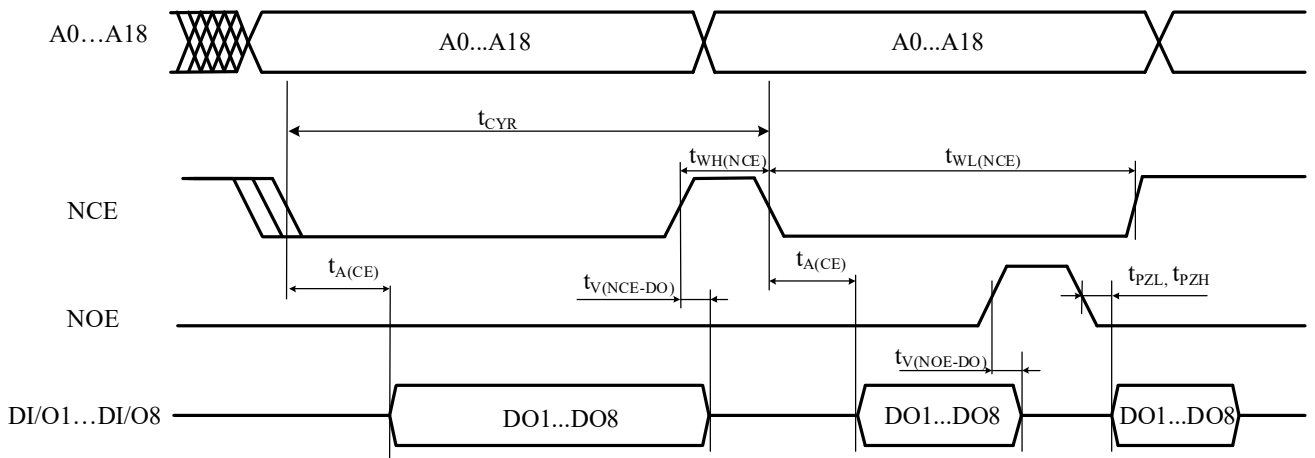 A0…A18 A0...A18 A0...A18
tCYR
tWH(NCE) tWL(NCE)
NCE
tA(CE) tA(CE) tPZL, tPZH
tV(NCE-DO)
NOE
tV(NOE-DO)
DI/O1…DI/O8 DO1...DO8 DO1...DO8 DO1...DO8